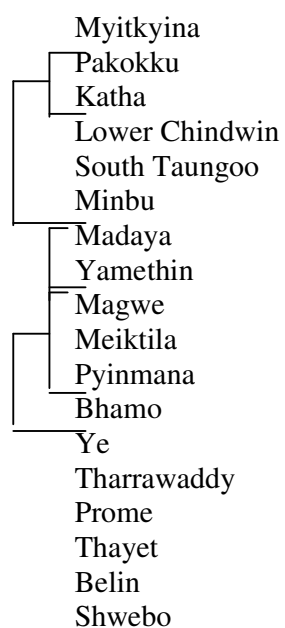 Myitkyina
Pakokku
Katha
Lower Chindwin
South Taungoo
Minbu
Madaya
Yamethin
Magwe
Meiktila
Pyinmana
Bhamo
Ye
Tharrawaddy
Prome
Thayet
Belin
Shwebo